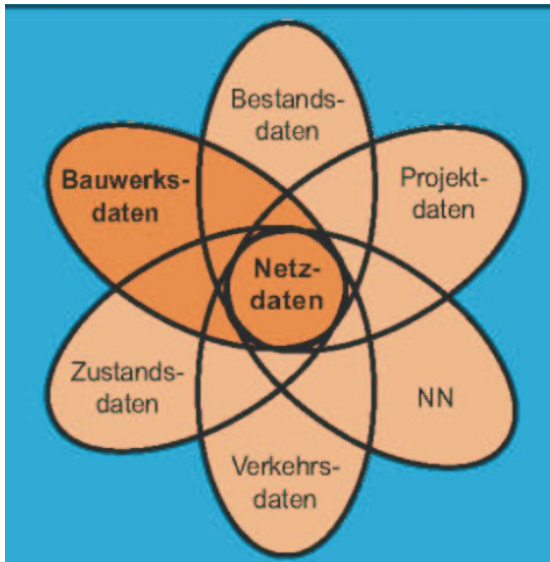 Bestands-
daten
Bauwerks-
daten
Projekt-
daten
Netz-
daten
Zustands-
daten
NN
Verkehrs-
daten